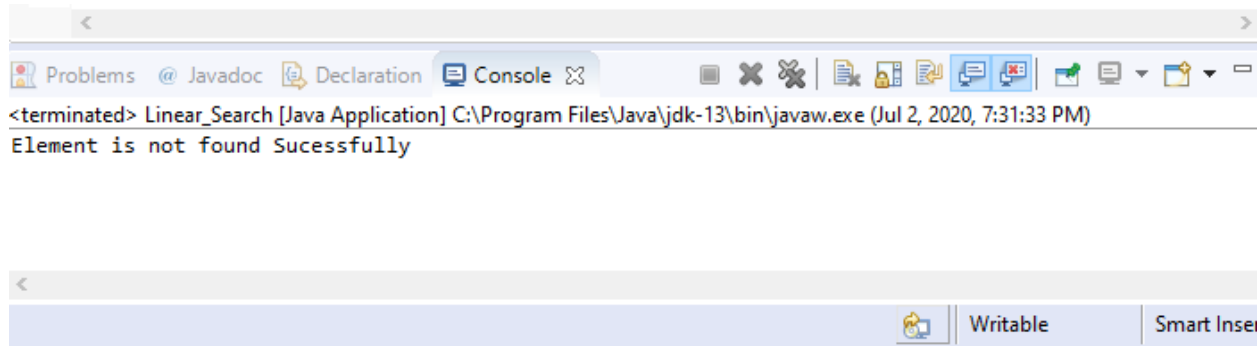 Problems @ Javadoc Declaration Console
<terminated> Linear_Search [Java Application] C:\Program Files\Java\jdk-13\bin\javaw.exe (Jul 2, 2020, 7:31:33 PM)
Element is not found Sucessfully
Writable Smart Inser